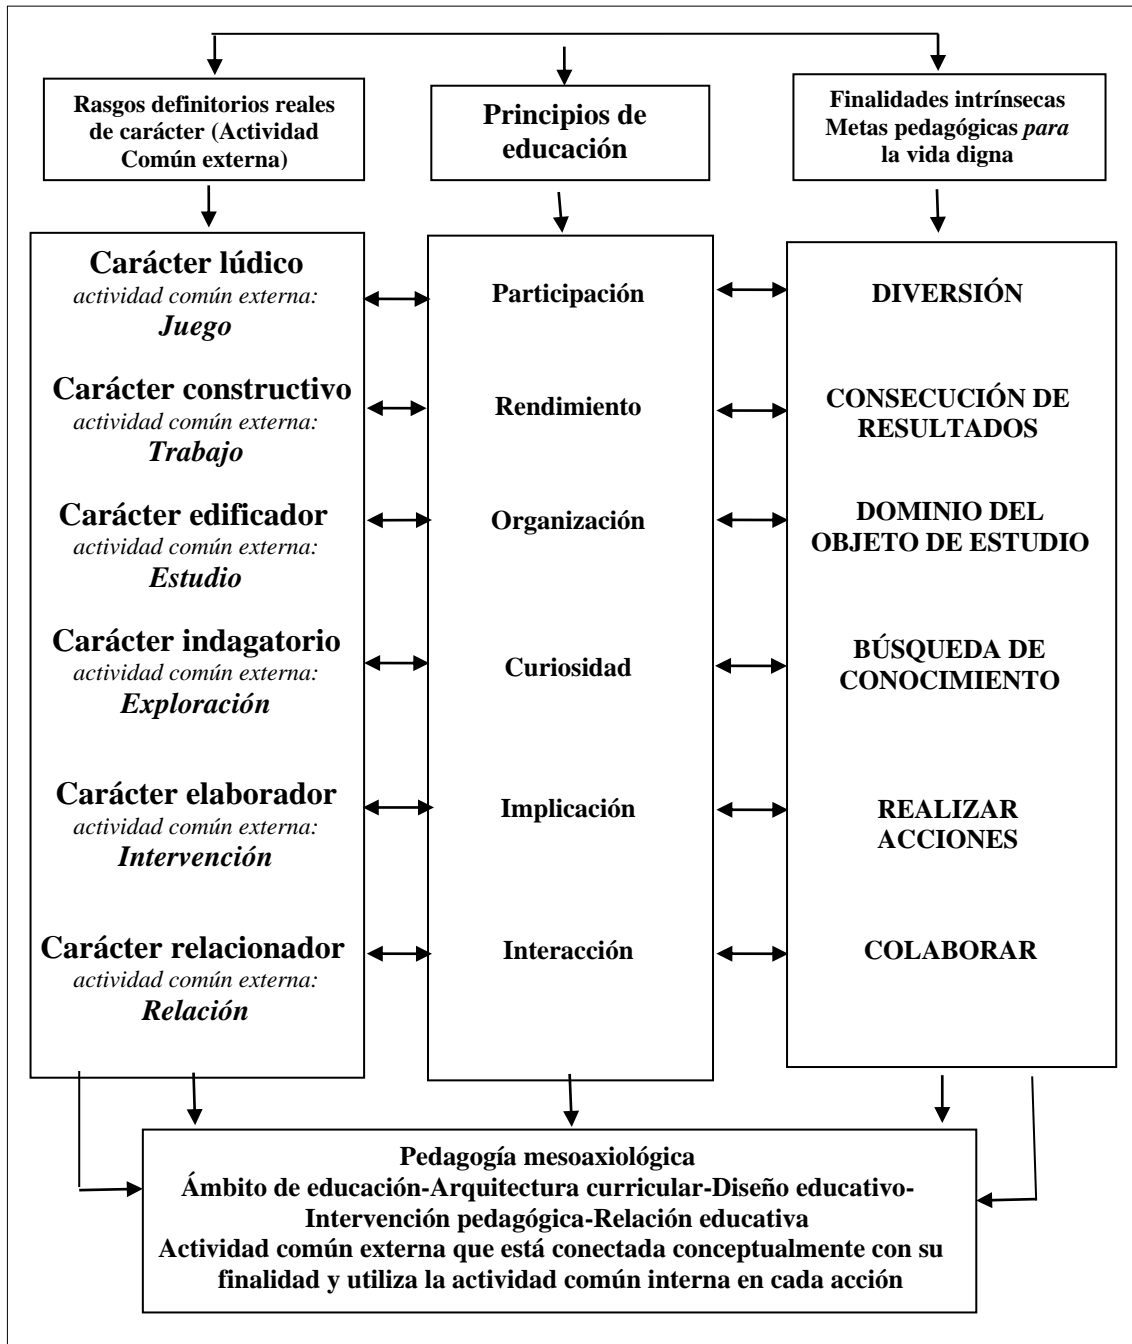 Rasgos definitorios reales
de carácter (Actividad
Común externa)
Principios de
educación
Finalidades intrínsecas
Metas pedagógicas para
la vida digna
Carácter lúdico
actividad común externa:
Juego
Carácter constructivo
actividad común externa:
Trabajo
Carácter edificador
actividad común externa:
Estudio
Carácter indagatorio
actividad común externa:
Exploración
Carácter elaborador
actividad común externa:
Intervención
Carácter relacionador
actividad común externa:
Relación
Participación
Rendimiento
Organización
Curiosidad
Implicación
Interacción
DIVERSIÓN
CONSECUCIÓN DE
RESULTADOS
DOMINIO DEL
OBJETO DE ESTUDIO
BÚSQUEDA DE
CONOCIMIENTO
REALIZAR
ACCIONES
COLABORAR
Pedagogía mesoaxiológica
Ámbito de educación-Arquitectura curricular-Diseño educativo-
Intervención pedagógica-Relación educativa
Actividad común externa que está conectada conceptualmente con su
finalidad y utiliza la actividad común interna en cada acción